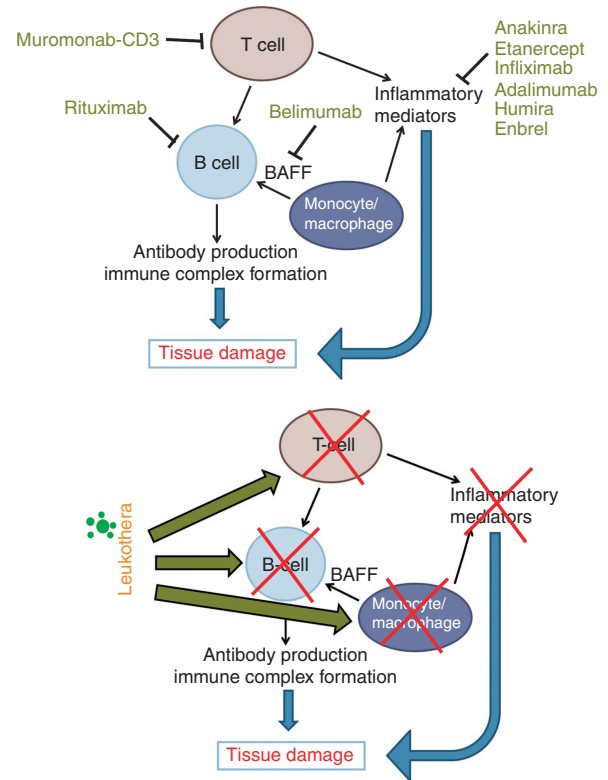 Muromonab-CD3
T cell
Anakinra
Etanercept
Infliximab
Adalimumab
Humira
Enbrel
Inflammatory
mediators
Rituximab
Belimumab
B cell
BAFF
Monocyte/
macrophage
Antibody production
immune complex formation
Tissue damage
T-cell
Inflammatory
mediators
Leukothera
B-cell
BAFF
Monocyte/
macrophage
Antibody production
immune complex formation
Tissue damage